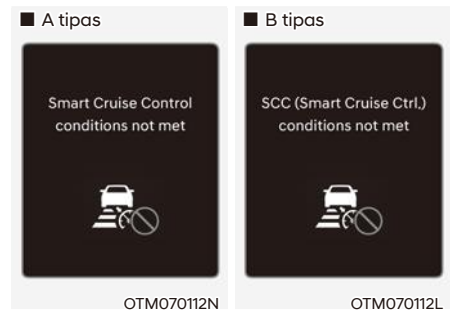 ■ A tipas
Smart Cruise Control
conditions not met
OTM070112N
■ B tipas
SCC (Smart Cruise Ctrl.)
conditions not met
OTM070112L